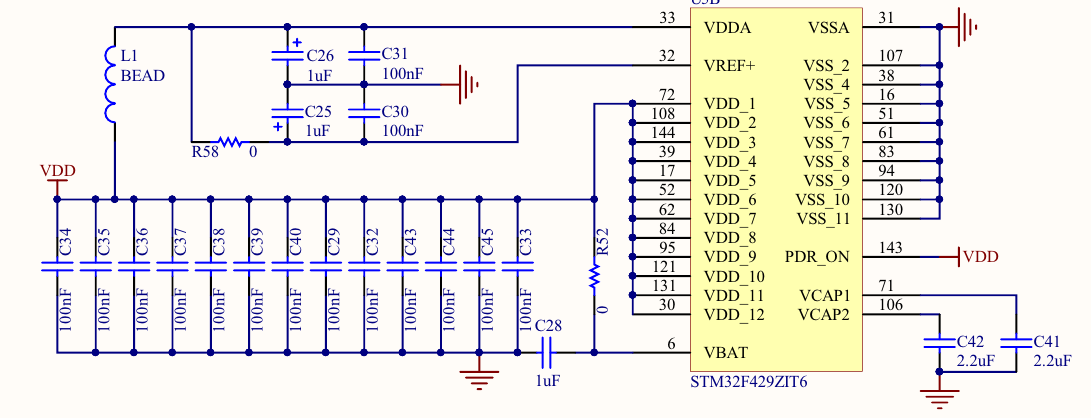 33 VDDA VSSA 31
L1
BEAD
C26
1uF
C31
100nF
32 VREF+ VSS_2 107
VSS_4 38
72 VDD_1 VSS_5 16
108 VDD_2 VSS_6 51
144 VDD_3 VSS_7 61
39 VDD_4 VSS_8 83
17 VDD_5 VSS_9 94
52 VDD_6 VSS_10 120
62 VDD_7 VSS_11 130
84 VDD_8
95 VDD_9 PDR_ON 143 VDD
121 VDD_10
131 VDD_11 VCAP1 71
30 VDD_12 VCAP2 106
6 VBAT
STM32F429ZIT6
C25
1uF
C30
100nF
R58 0
VDD
C34
100nF
C35
100nF
C36
100nF
C37
100nF
C38
100nF
C39
100nF
C40
100nF
C29
100nF
C32
100nF
C43
100nF
C44
100nF
C45
100nF
C33
100nF
R52
0
C28
1uF
C42
2.2uF
C41
2.2uF